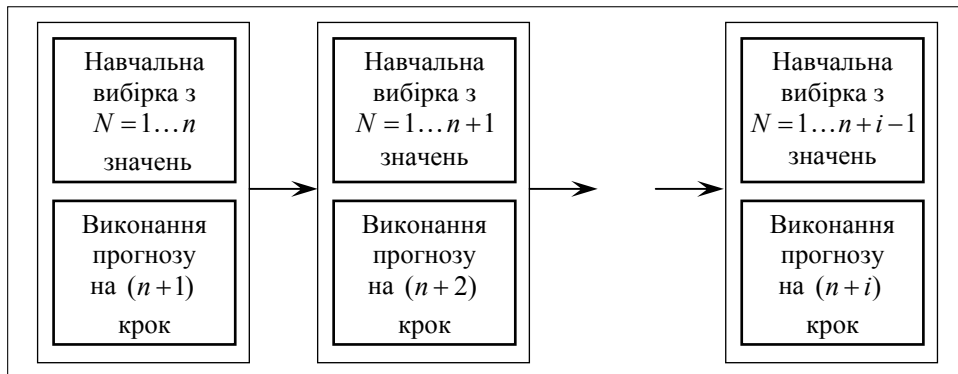 Навчальна
вибірка з
N = 1…n
значень
Виконання
прогнозу
на (n+1)
крок
Навчальна
вибірка з
N = 1…n+1
значень
Виконання
прогнозу
на (n+2)
крок
Навчальна
вибірка з
N = 1…n+i−1
значень
Виконання
прогнозу
на (n+i)
крок